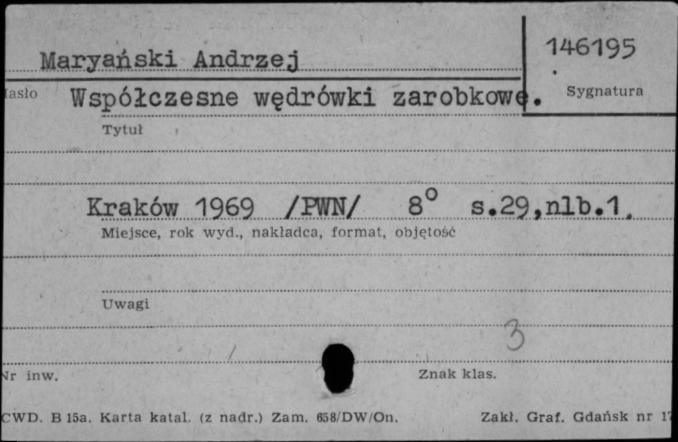 146195
Maryański Andrzej
Hasło Współczesne wędrówki zarobkowe. Sygnatura
Tytuł
Kraków 1969 /PWN/ 8° s.29,nlb.1.
Miejsce, rok wyd., nakładca, format, objętość
Uwagi
3
Nr inw. Znak klas.
CWD. B 15a. Karta katal. (z nadr.) Zam. 658/DW/On. Zakł. Graf. Gdańsk nr